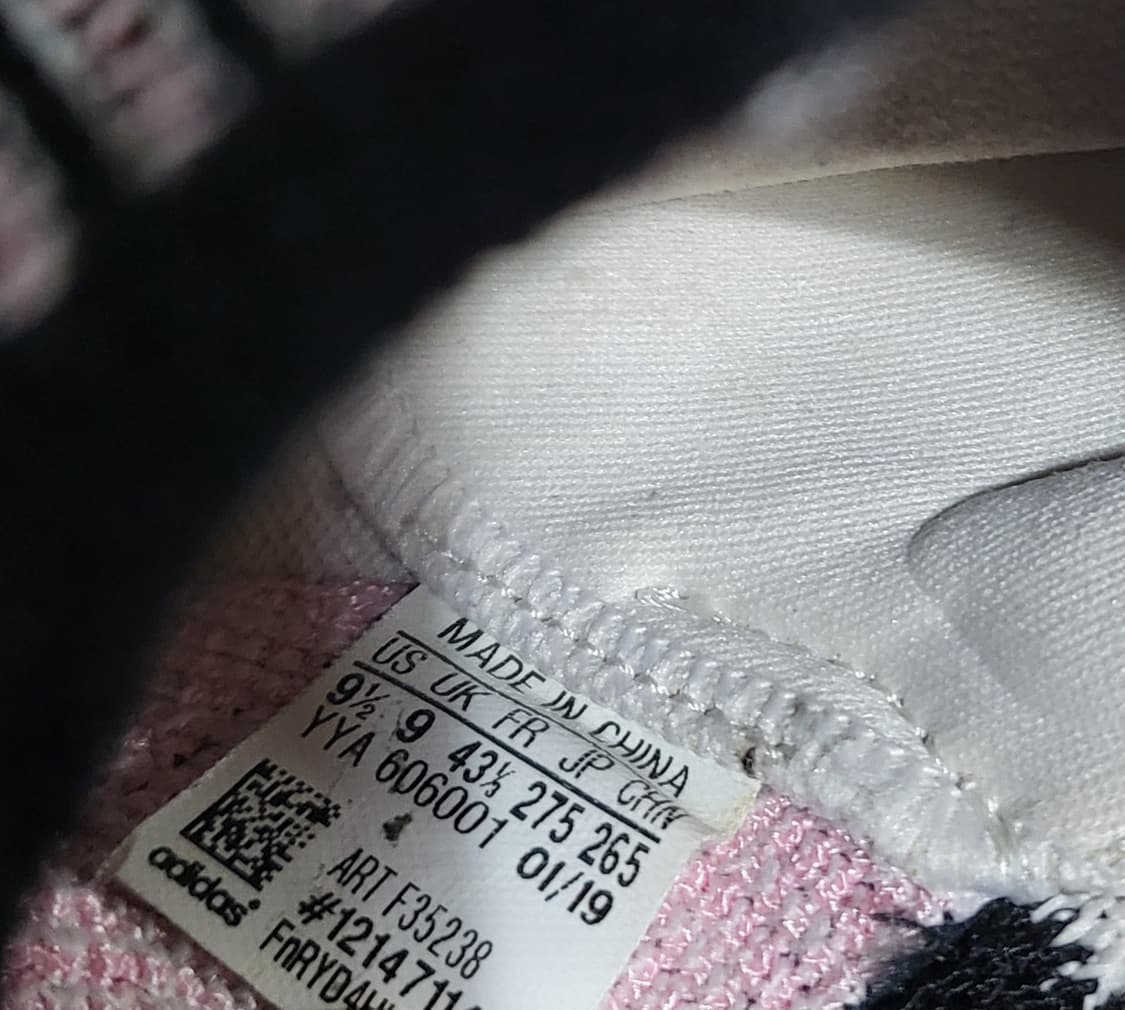 MADE IN CHINA
US UK FR JP CHN
9½ 9 43⅓ 275 265
YYA 606001 01/19
ART F35238
adidas